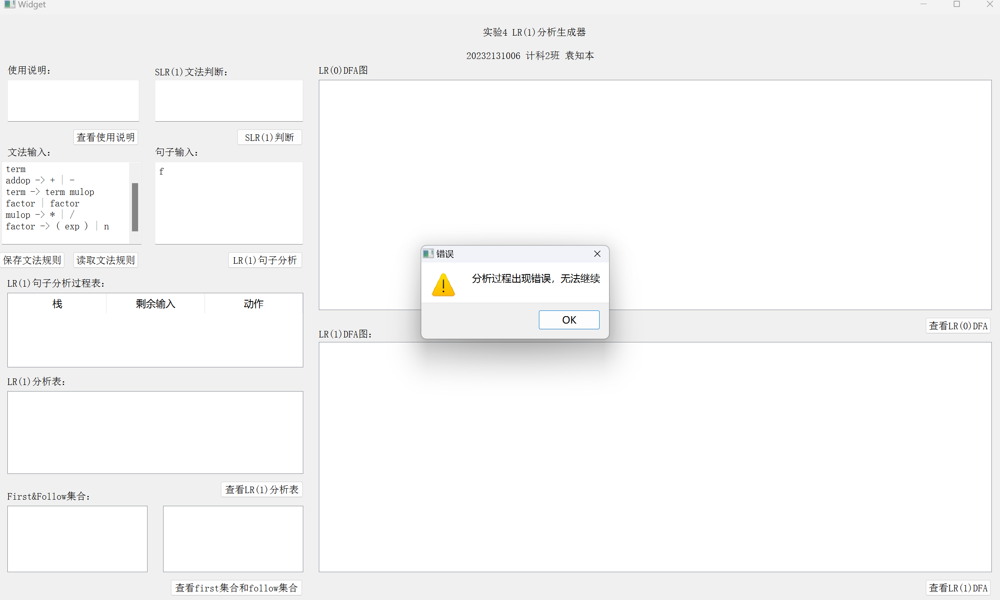 Widget
实验4 LR(1)分析生成器
20232131006 计科2班 袁知本
使用说明：
SLR(1)文法判断：
LR(0)DFA图
查看使用说明
SLR(1)判断
文法输入：
句子输入：
term
addop -> + | -
term -> term mulop
factor | factor
mulop -> * | /
factor -> ( exp ) | n
f
保存文法规则
读取文法规则
LR(1)句子分析
错误
分析过程出现错误，无法继续
OK
LR(1)句子分析过程表：
栈
剩余输入
动作
查看LR(0)DFA
LR(1)DFA图：
LR(1)分析表：
查看LR(1)分析表
First&Follow集合：
查看first集合和follow集合
查看LR(1)DFA